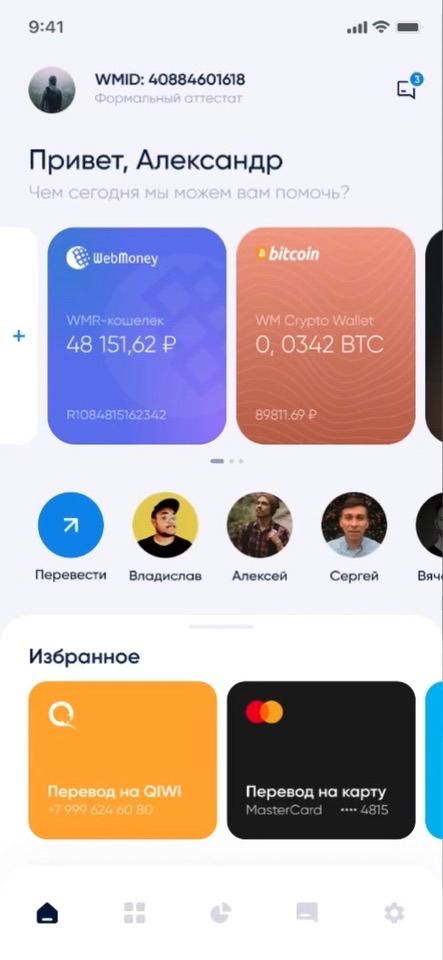 9:41
WMID: 40884601618
Формальный аттестат
3
Привет, Александр
Чем сегодня мы можем вам помочь?
WebMoney
WMR-кошелек
48 151,62 ₽
R1084815162342
bitcoin
WM Crypto Wallet
0, 0342 BTC
89811.69 ₽
+
Перевести
Владислав
Алексей
Сергей
Вяч
Избранное
Перевод на QIWI
+7 999 624 60 80
Перевод на карту
MasterCard •••• 4815